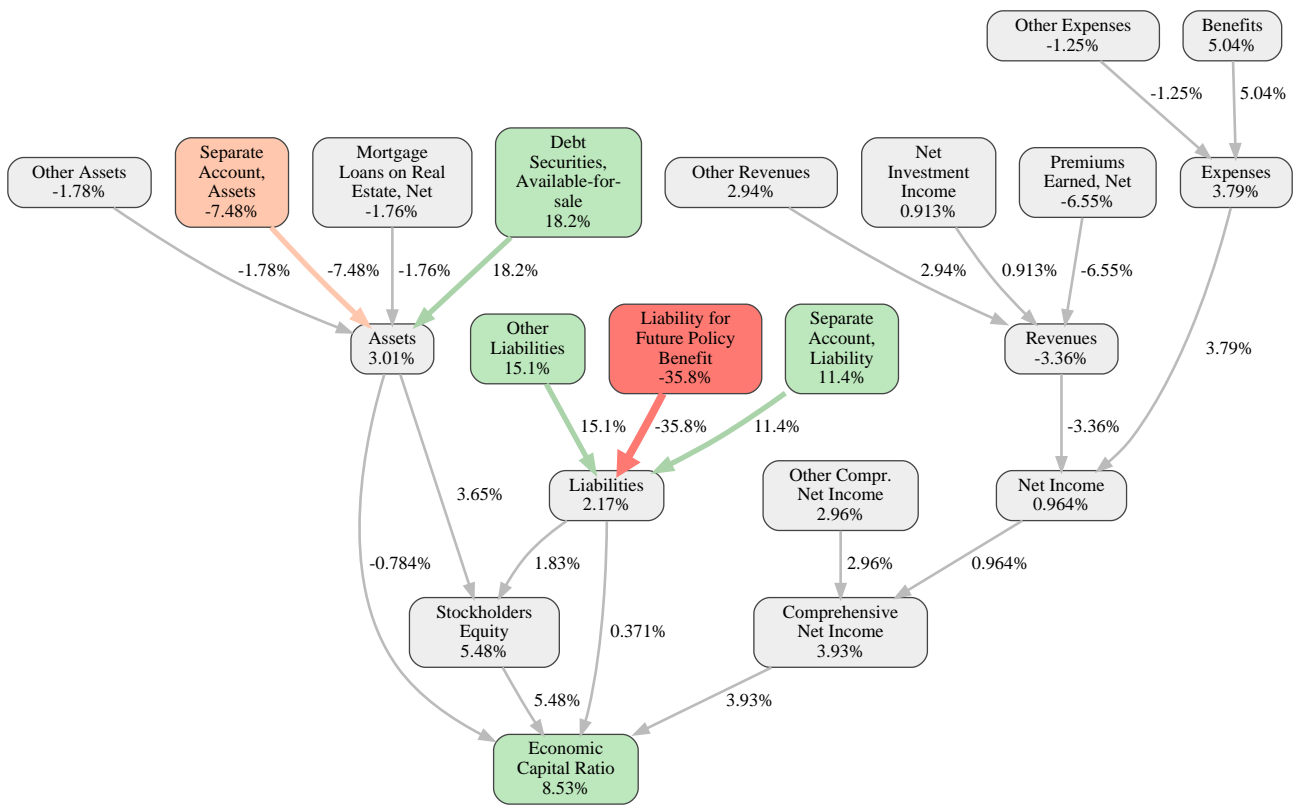 Other Expenses
-1.25%
Benefits
5.04%
-1.25%
5.04%
Other Assets
-1.78%
Separate
Account,
Assets
-7.48%
Mortgage
Loans on Real
Estate, Net
-1.76%
Debt
Securities,
Available-for-
sale
18.2%
Other Revenues
2.94%
Net
Investment
Income
0.913%
Premiums
Earned, Net
-6.55%
Expenses
3.79%
-1.78%
-7.48%
-1.76%
18.2%
2.94%
0.913%
-6.55%
Assets
3.01%
Other
Liabilities
15.1%
Liability for
Future Policy
Benefit
-35.8%
Separate
Account,
Liability
11.4%
Revenues
-3.36%
3.79%
15.1%
-35.8%
11.4%
-3.36%
3.65%
Liabilities
2.17%
Other Compr.
Net Income
2.96%
Net Income
0.964%
-0.784%
1.83%
2.96%
0.964%
Stockholders
Equity
5.48%
0.371%
Comprehensive
Net Income
3.93%
5.48%
3.93%
Economic
Capital Ratio
8.53%